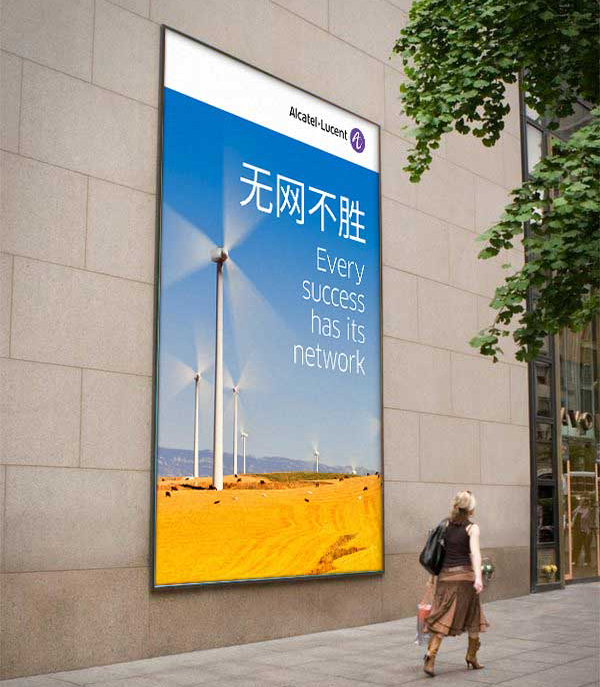 Alcatel·Lucent
无网不胜
Every
success
has its
network